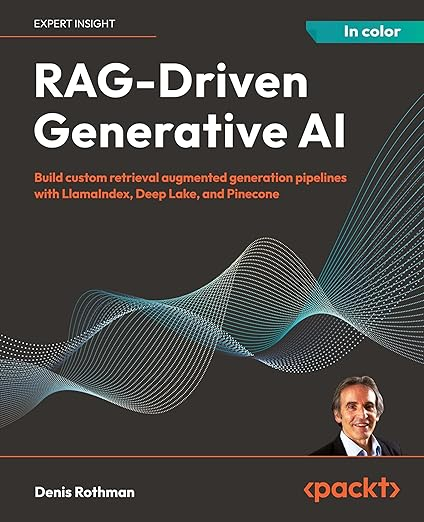 EXPERT INSIGHT
In color
RAG-Driven
Generative AI
Build custom retrieval augmented generation pipelines
with LlamaIndex, Deep Lake, and Pinecone
Denis Rothman
<packt>